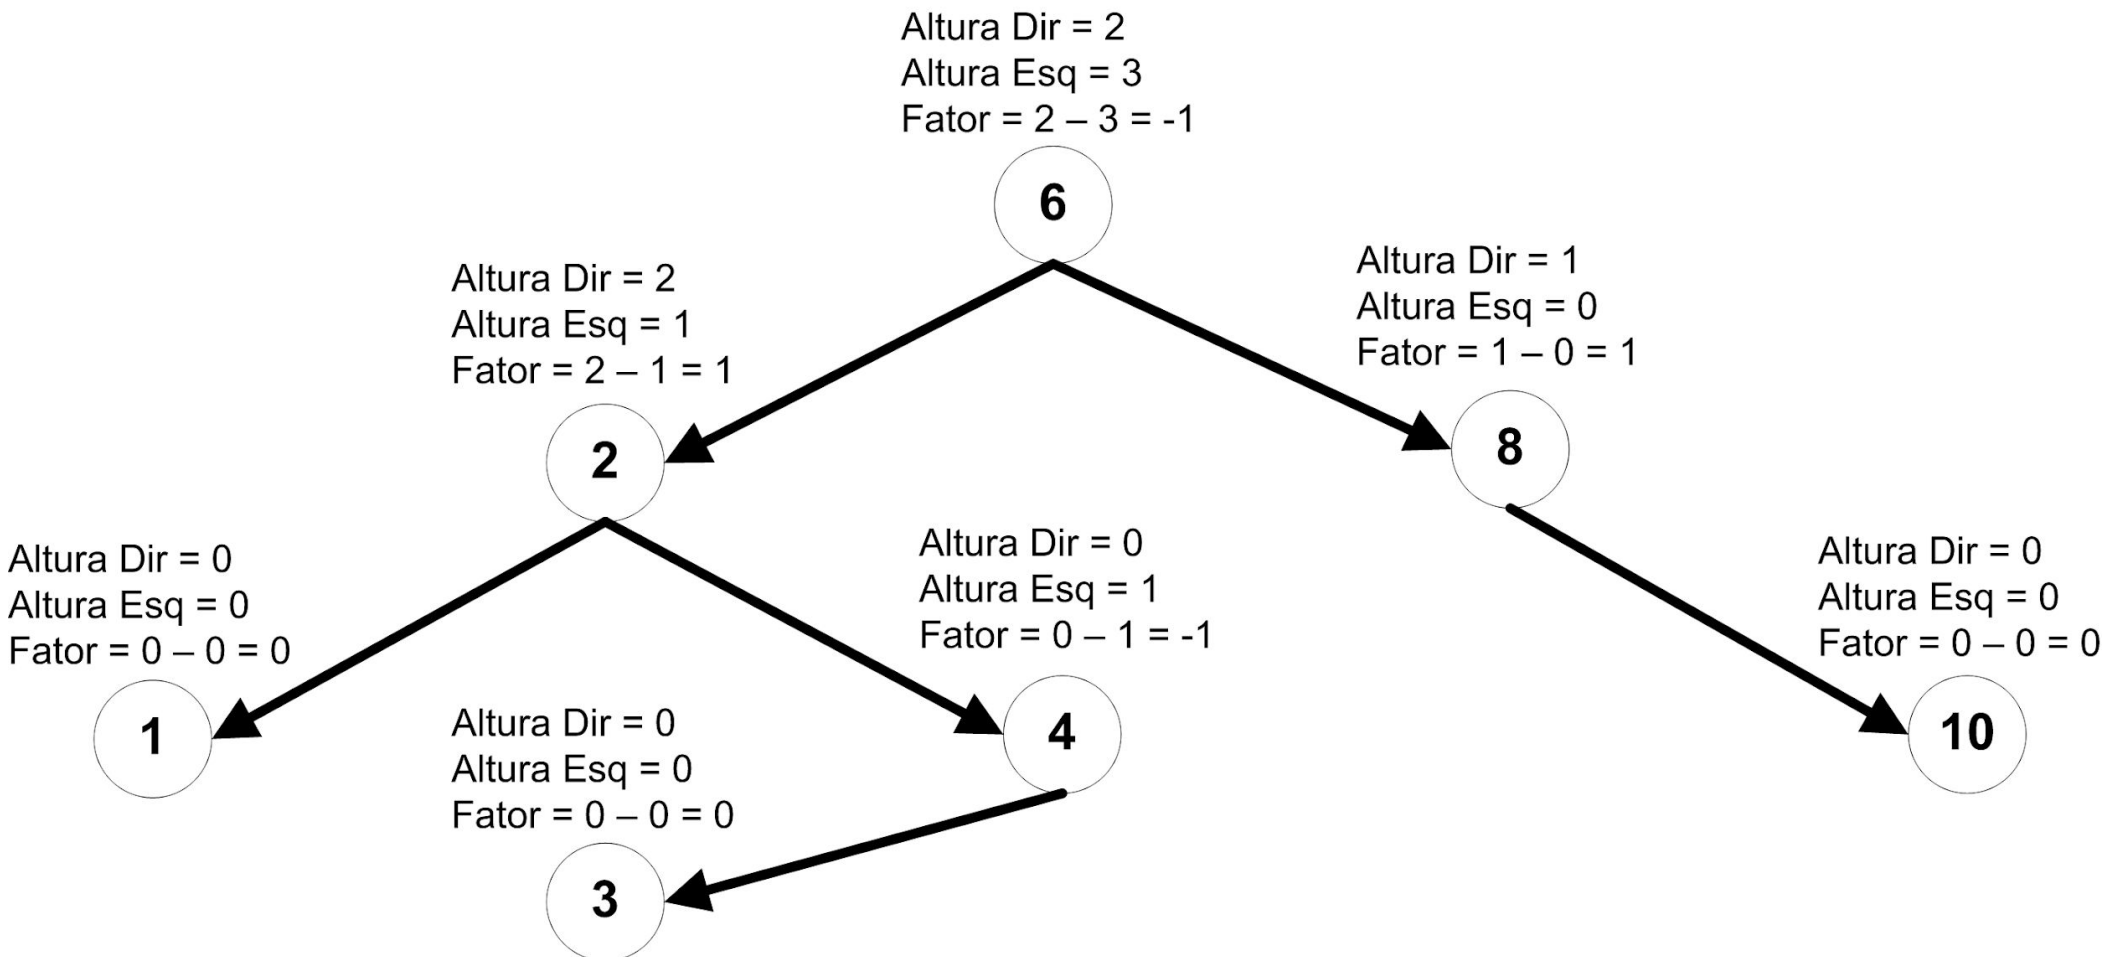 Altura Dir = 2
Altura Esq = 3
Fator = 2 – 3 = -1
6
Altura Dir = 2
Altura Esq = 1
Fator = 2 – 1 = 1
2
Altura Dir = 1
Altura Esq = 0
Fator = 1 – 0 = 1
8
Altura Dir = 0
Altura Esq = 0
Fator = 0 – 0 = 0
1
Altura Dir = 0
Altura Esq = 1
Fator = 0 – 1 = -1
4
Altura Dir = 0
Altura Esq = 0
Fator = 0 – 0 = 0
10
Altura Dir = 0
Altura Esq = 0
Fator = 0 – 0 = 0
3